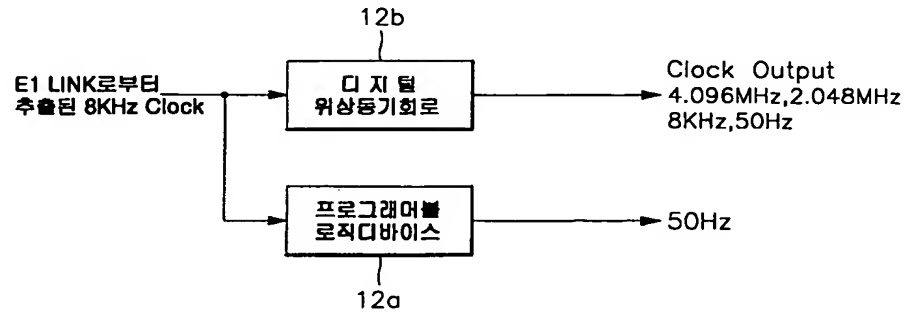 12b
E1 LINK로부터
추출된 8KHz Clock
디 지 털
위상동기회로
Clock Output
4.096MHz,2.048MHz
8KHz,50Hz
프로그래머블
로직디바이스
50Hz
12a